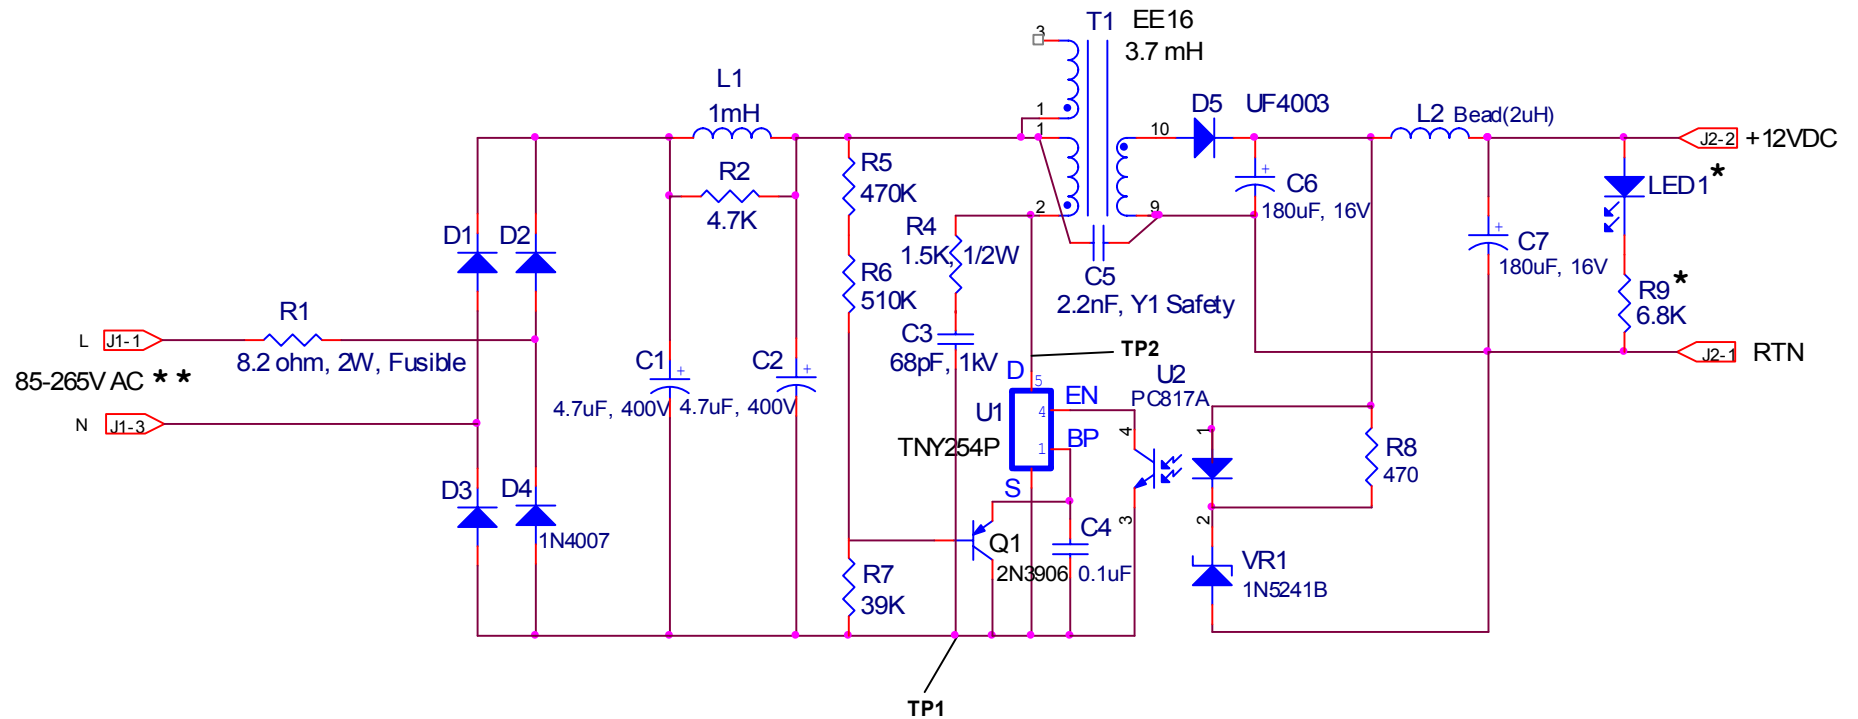 T1 EE16
3.7 mH
3
1
1
2
10
9
L1
1mH
D5 UF4003
L2 Bead(2uH)
J2-2 +12VDC
R5
470K
R2
4.7K
C6
180uF, 16V
LED1*
R4
1.5K, 1/2W
D1 D2
R6
510K
C5
2.2nF, Y1 Safety
C7
180uF, 16V
R9*
6.8K
R1
8.2 ohm, 2W, Fusible
L J1-1
85-265V AC * *
N J1-3
C1
4.7uF, 400V
C2
4.7uF, 400V
C3
68pF, 1kV
TP2
J2-1 RTN
D 5
U1
TNY254P
EN
4
BP
1
S
U2
PC817A
4
3
1
2
R8
470
D3 D4
1N4007
Q1
2N3906
C4
0.1uF
VR1
1N5241B
R7
39K
TP1